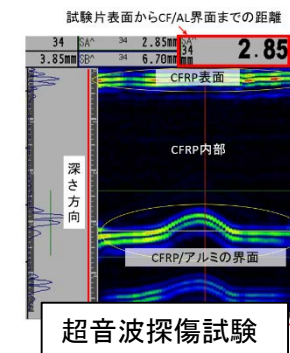 試験片表面からCF/AL界面までの距離
34 SA^ 34 2.85mm SA^ 34 mm 2.85
3.85mm SB^ 34 6.70mm
CFRP表面
CFRP内部
深さ方向
CFRP/アルミの界面
超音波探傷試験